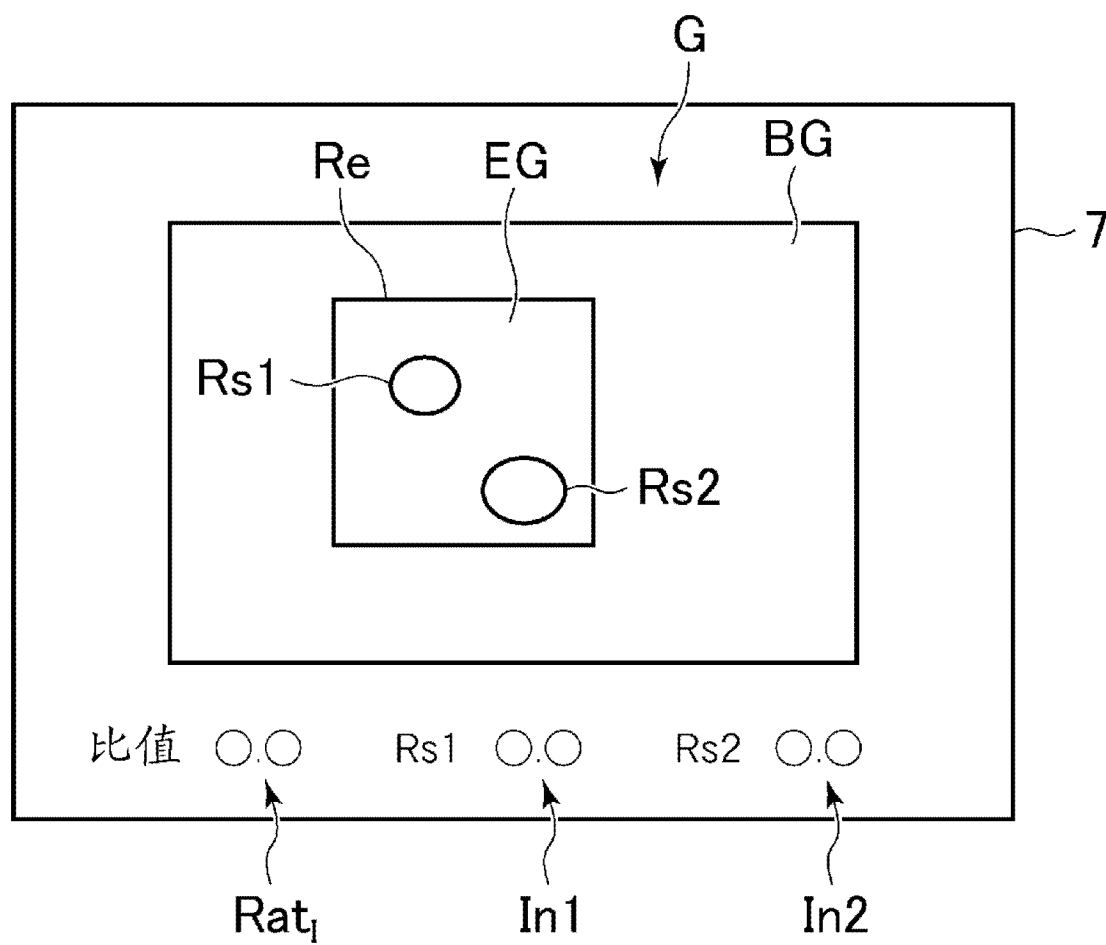 G
Re EG BG
7
Rs1
Rs2
比值 ○.○ Rs1 ○.○ Rs2 ○.○
Rat_I In1 In2